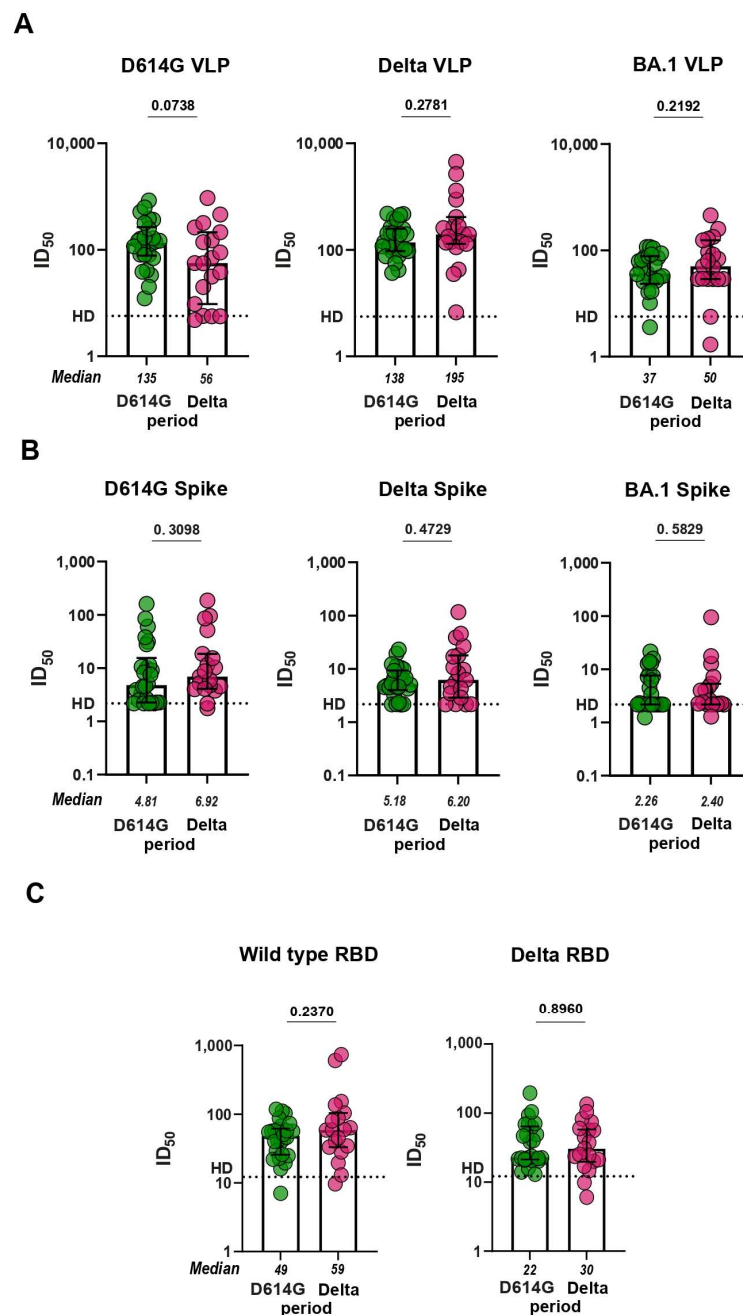 A
D614G VLP Delta VLP BA.1 VLP
0.0738 0.2781 0.2192
10,000 10,000 10,000
ID50 ID50 ID50
100 100 100
HD HD HD
1 1 1
Median 135 56 138 195 37 50
D614G Delta D614G Delta D614G Delta
period period period
B
D614G Spike Delta Spike BA.1 Spike
0. 3098 0.4729 0. 5829
1,000 1,000 1,000
100 100 100
ID50 ID50 ID50
10 10 10
HD HD HD
1 1 1
0.1 0.1 0.1
Median 4.81 6.92 5.18 6.20 2.26 2.40
D614G Delta D614G Delta D614G Delta
period period period
C
Wild type RBD Delta RBD
0.2370 0.8960
1,000 1,000
100 100
ID50 ID50
HD HD
10 10
1 1
Median 49 59 22 30
D614G Delta D614G Delta
period period